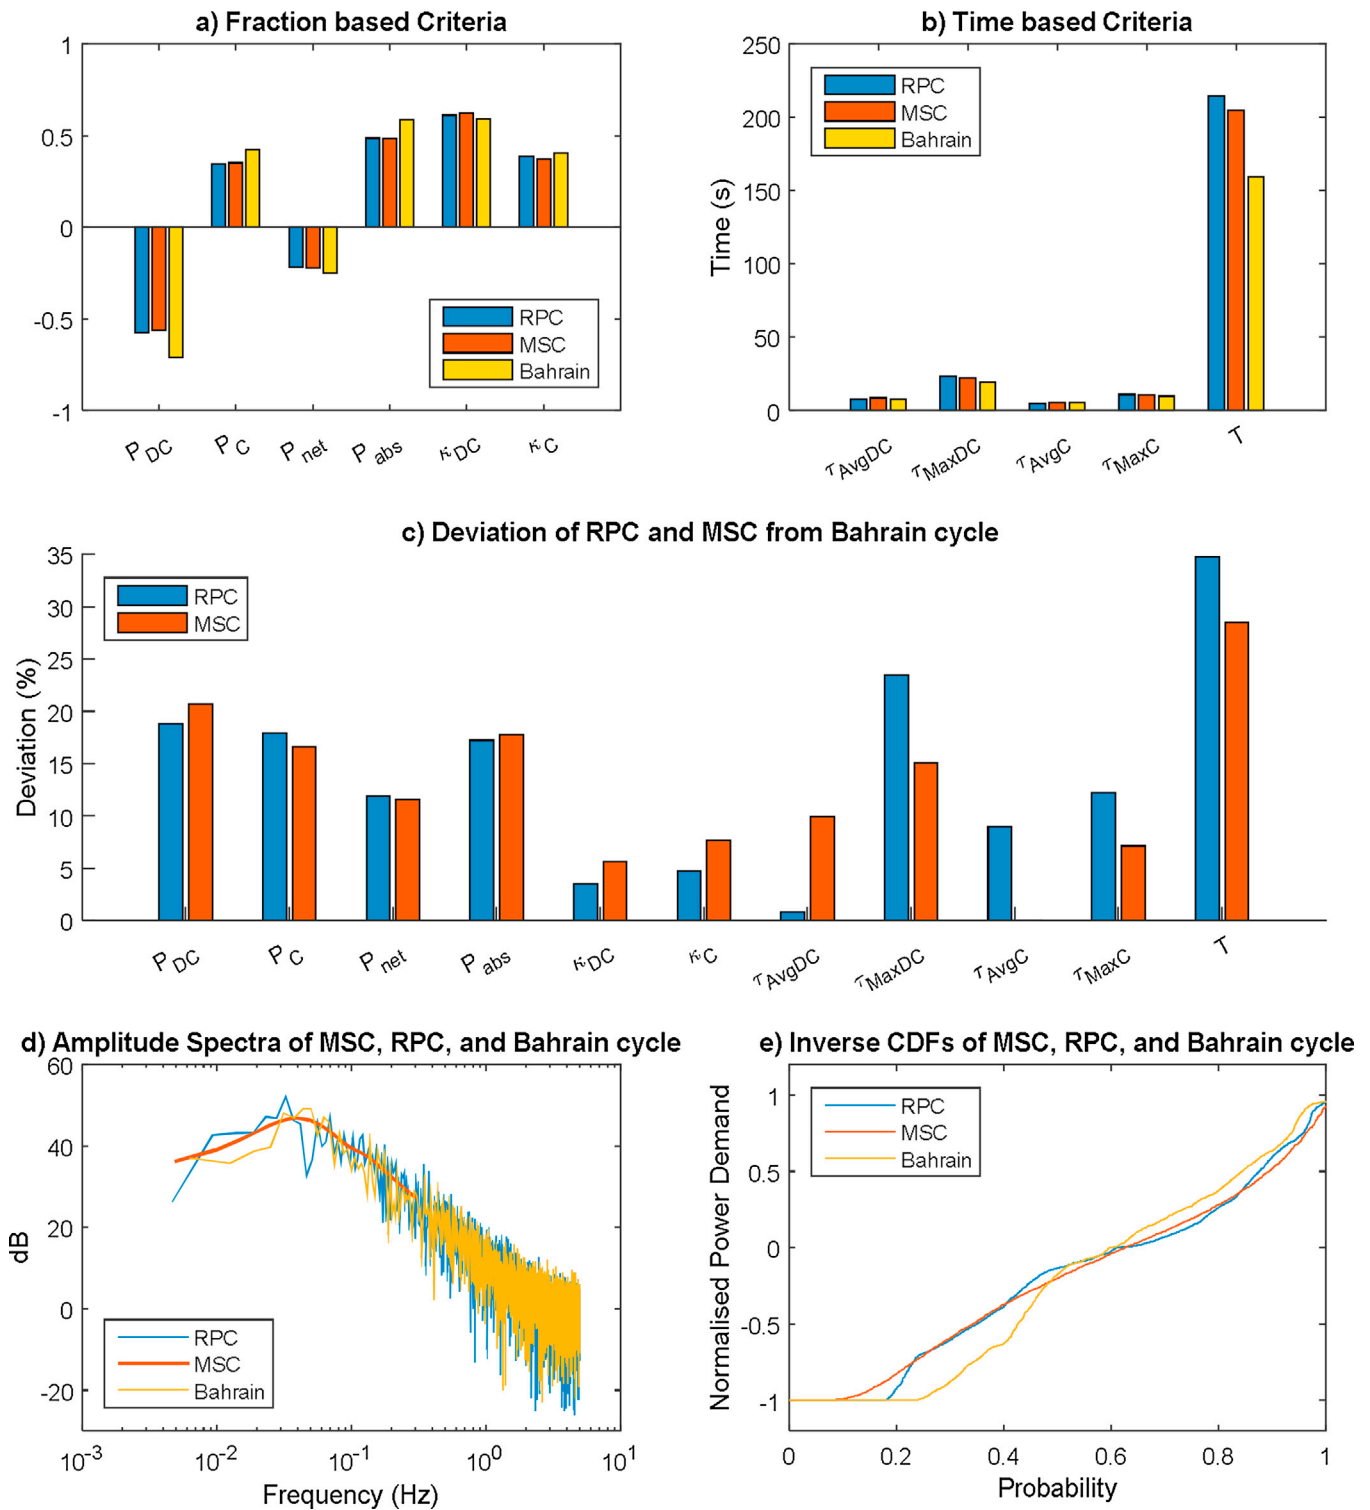 a) Fraction based Criteria
1
0.5
0
-0.5
-1
RPC
MSC
Bahrain
P DC
P C
P net
P abs
κ DC
κ C
b) Time based Criteria
Time (s)
250
200
150
100
50
0
RPC
MSC
Bahrain
τ AvgDC
τ MaxDC
τ AvgC
τ MaxC
T
c) Deviation of RPC and MSC from Bahrain cycle
Deviation (%)
35
30
25
20
15
10
5
0
RPC
MSC
P DC
P C
P net
P abs
κ DC
κ C
τ AvgDC
τ MaxDC
τ AvgC
τ MaxC
T
d) Amplitude Spectra of MSC, RPC, and Bahrain cycle
dB
60
40
20
0
-20
RPC
MSC
Bahrain
10^-3
10^-2
10^-1
10^0
10^1
Frequency (Hz)
e) Inverse CDFs of MSC, RPC, and Bahrain cycle
Normalised Power Demand
1
0.5
0
-0.5
-1
RPC
MSC
Bahrain
0
0.2
0.4
0.6
0.8
1
Probability